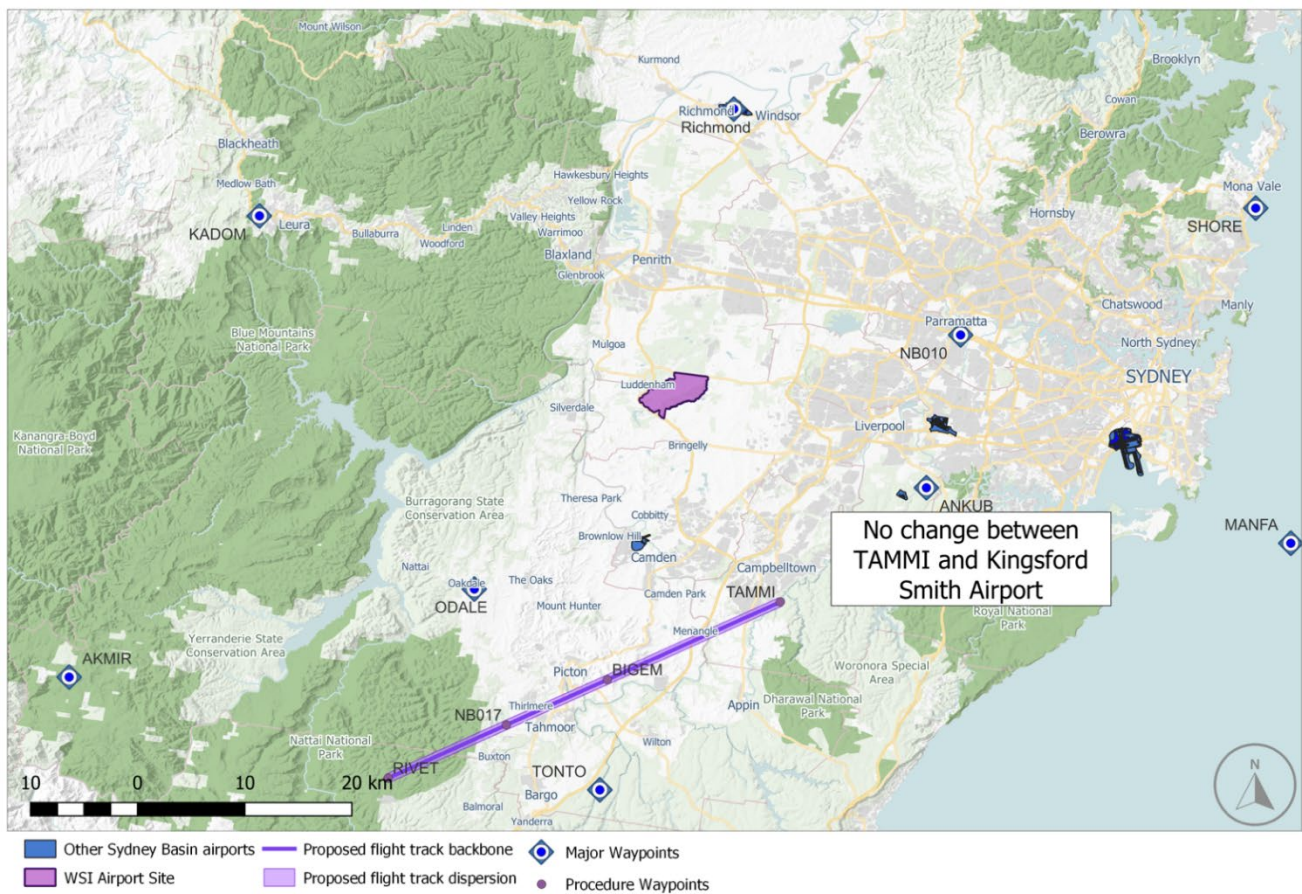 Mount Wilson
Kurmond
Brooklyn
Cowan
Richmond
Windsor
Richmond
Berowra
Blackheath
Hawkesbury Heights
Medlow Bath
Yellow Rock
Mona Vale
KADOM
Leura
Bullaburra
Linden
Valley Heights
Hornsby
SHORE
Woodford
Warrimoo
Blaxland
Penrith
Glenbrook
Chatswood
Manly
Blue Mountains
National Park
Parramatta
Mulgoa
NB010
North Sydney
SYDNEY
Luddenham
Silverdale
Kanangra-Boyd
National Park
Liverpool
Bringelly
Burragorang State
Conservation Area
Theresa Park
ANKUB
Cobbitty
MANFA
Brownlow Hill
No change between
TAMMI and Kingsford
Smith Airport
Camden
Nattai
Campbelltown
Oakdale
The Oaks
ODALE
Camden Park
TAMMI
Mount Hunter
Royal National
Park
Yerranderie State
Conservation Area
Menangle
AKMIR
Picton
BIGEM
Woronora Special
Area
Dharawal National
Park
NB017
Thirlmere
Appin
Tahmoor
Nattai National
Park
Buxton
Wilton
RIVET
TONTO
10 0 10 20 km
Balmoral
Bargo
Yanderra
N
Other Sydney Basin airports
Proposed flight track backbone
Major Waypoints
WSI Airport Site
Proposed flight track dispersion
Procedure Waypoints